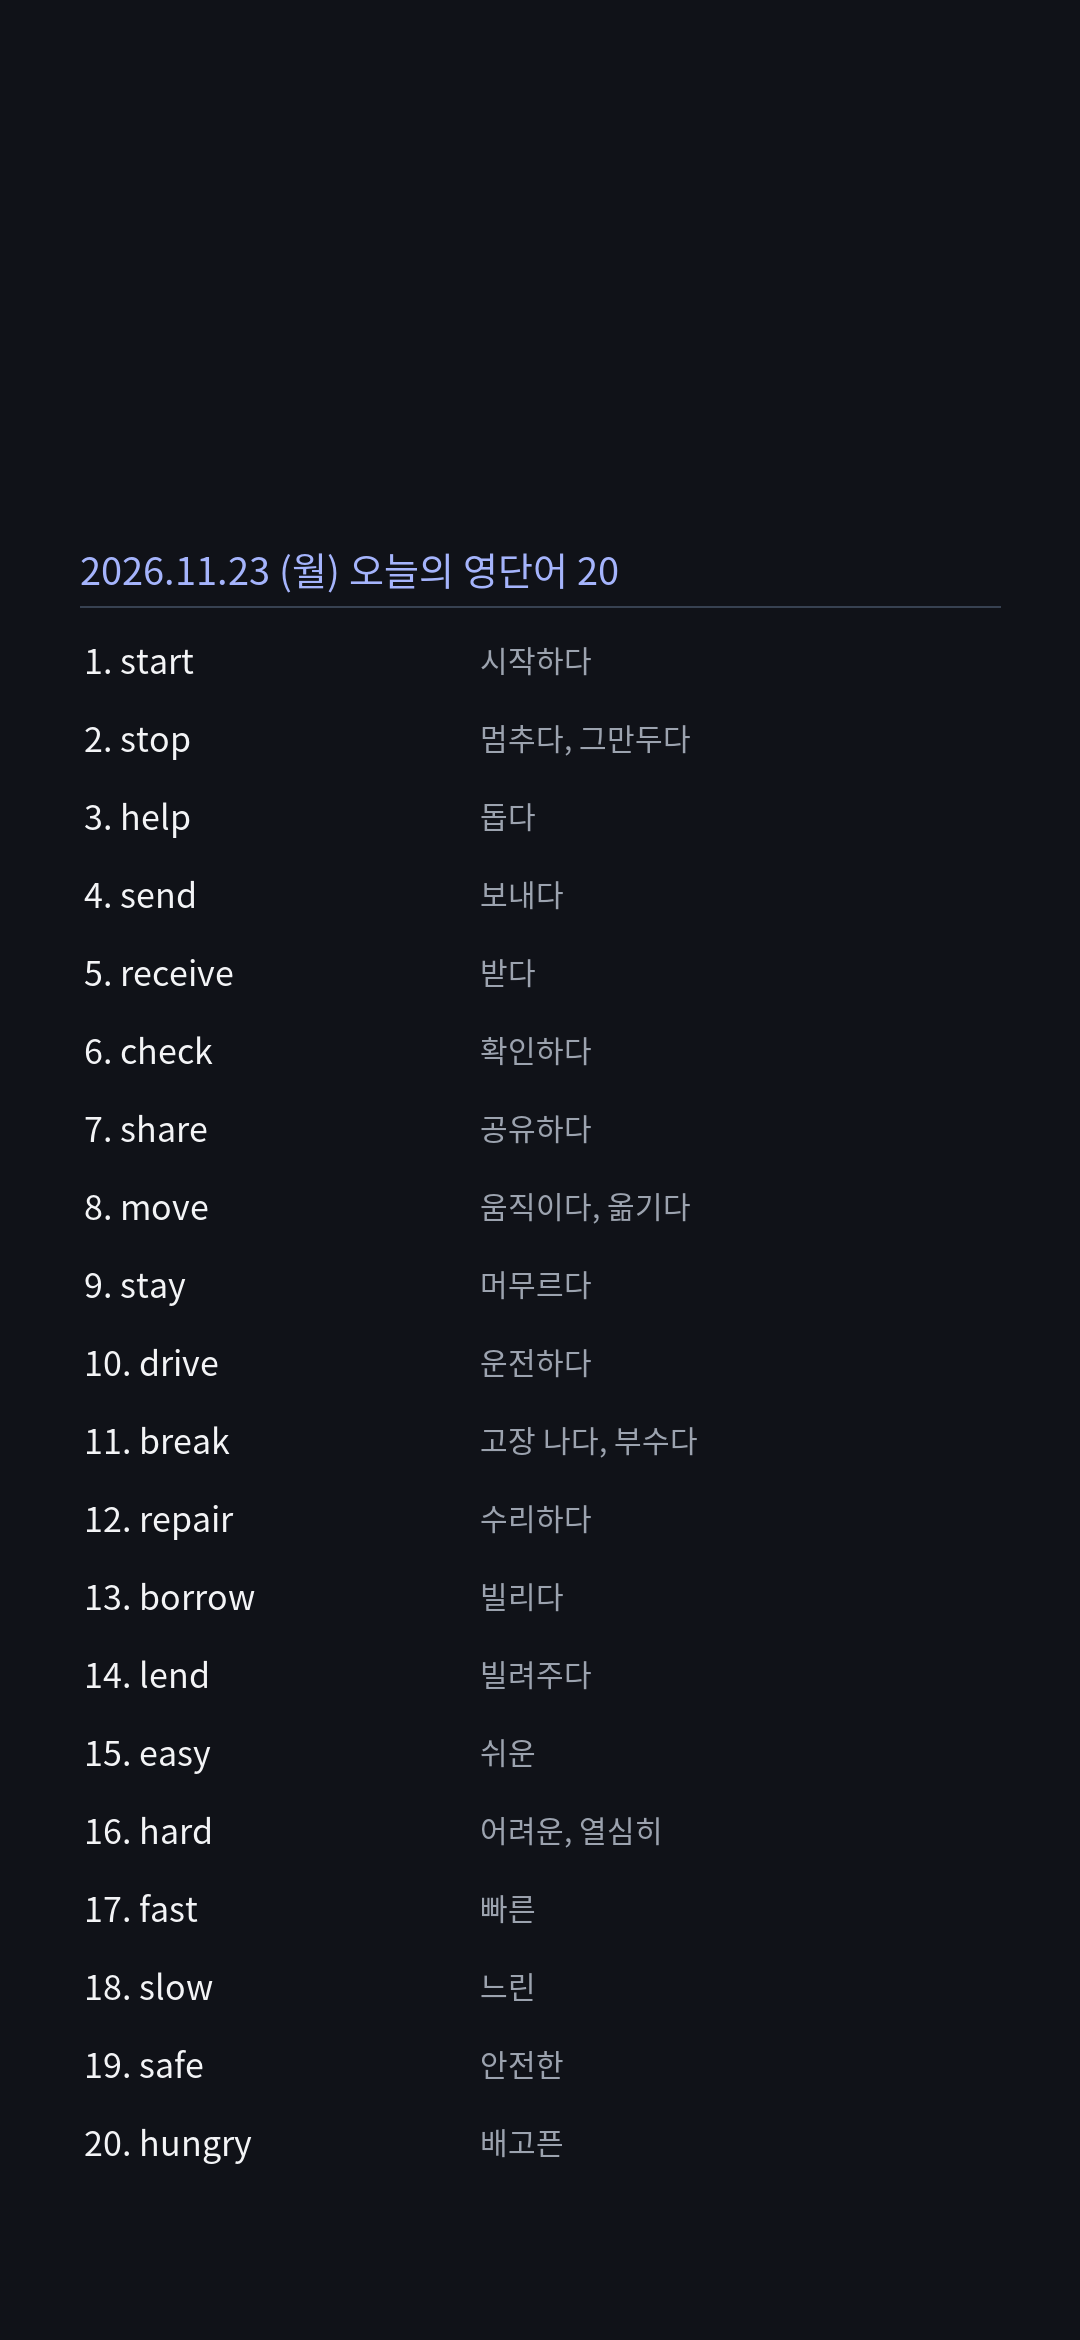 2026.11.23 (월) 오늘의 영단어 20
1. start 시작하다
2. stop 멈추다, 그만두다
3. help 돕다
4. send 보내다
5. receive 받다
6. check 확인하다
7. share 공유하다
8. move 움직이다, 옮기다
9. stay 머무르다
10. drive 운전하다
11. break 고장 나다, 부수다
12. repair 수리하다
13. borrow 빌리다
14. lend 빌려주다
15. easy 쉬운
16. hard 어려운, 열심히
17. fast 빠른
18. slow 느린
19. safe 안전한
20. hungry 배고픈